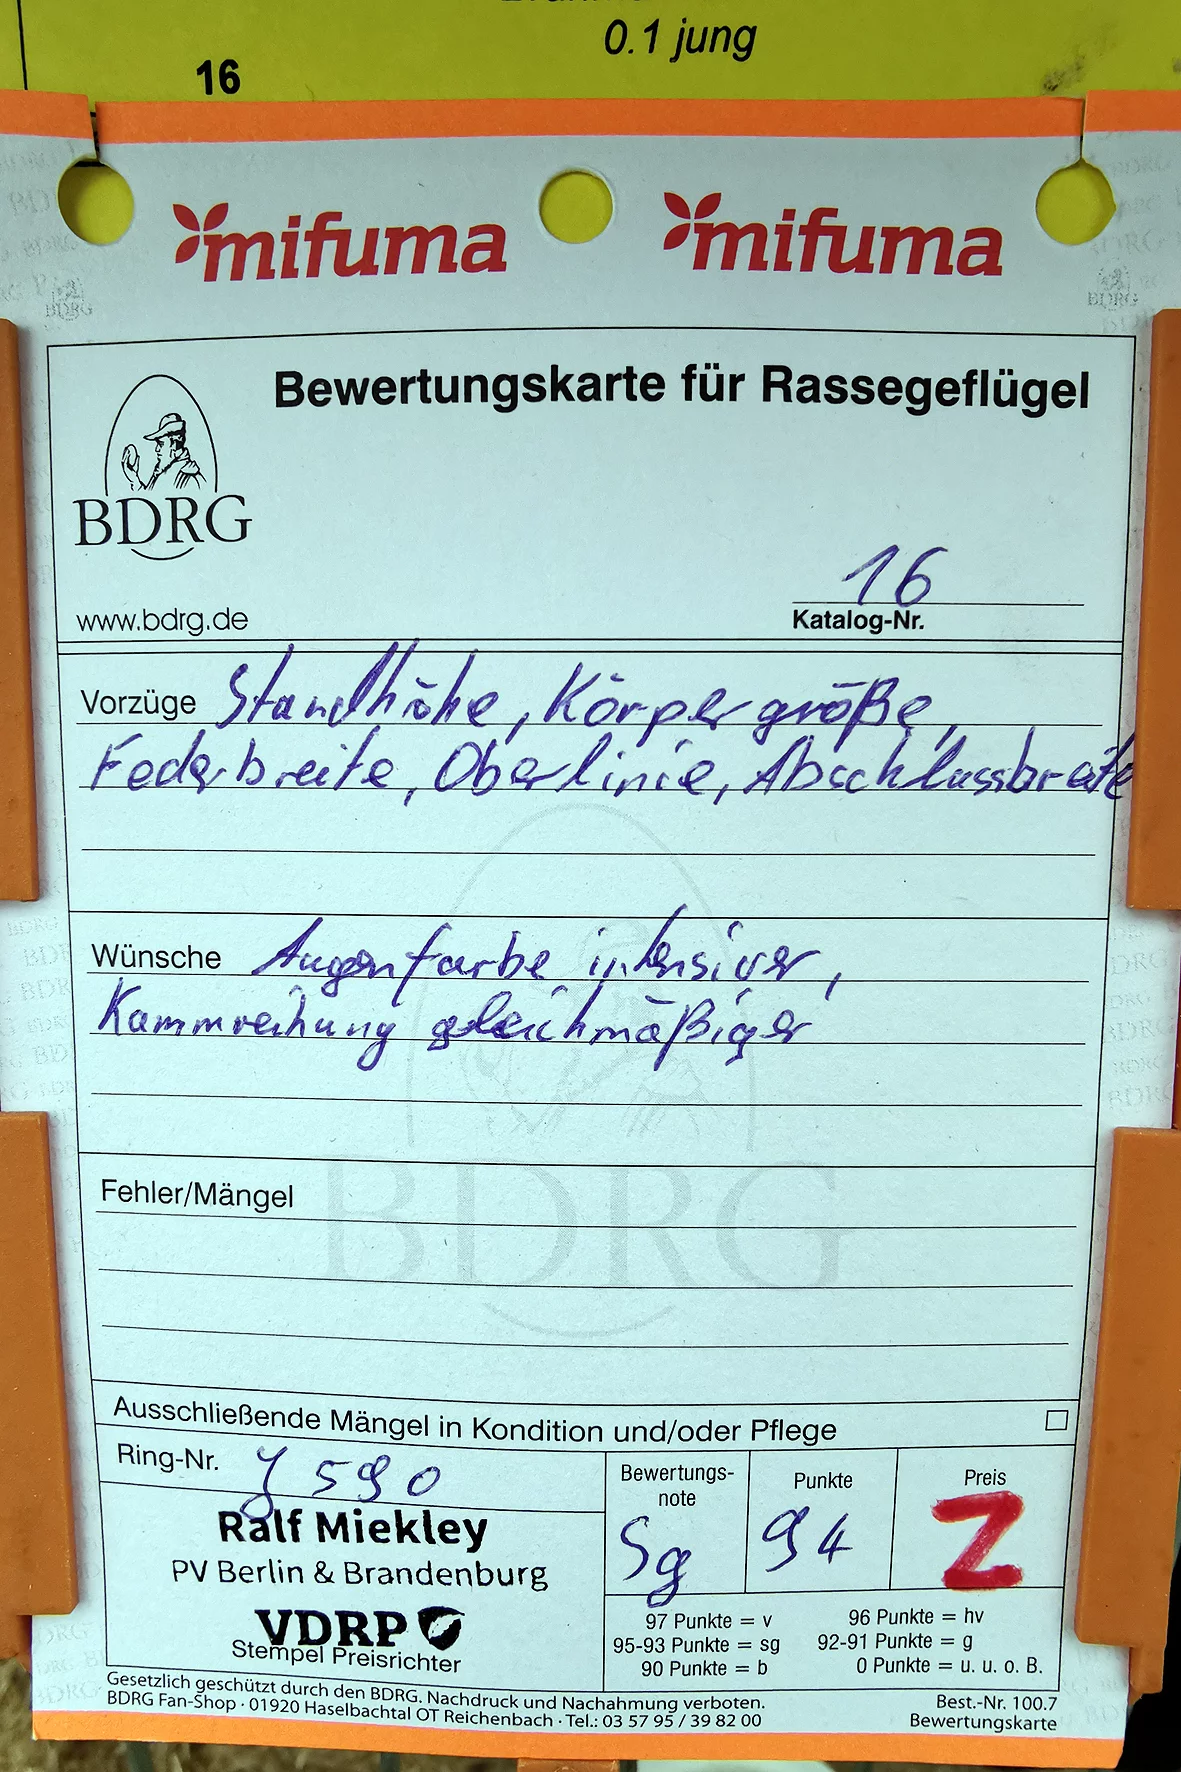 0.1 jung
16
mifuma mifuma
Bewertungskarte für Rassegeflügel
BDRG
www.bdrg.de
16
Katalog-Nr.
Vorzüge Standhöhe, Körpergröße,
Federbreite, Oberlinie, Abschlussbreite
Wünsche Augenfarbe intensiver,
Kammreihung gleichmäßiger
BDRG
Fehler/Mängel
Ausschließende Mängel in Kondition und/oder Pflege
Ring-Nr. J 590
Bewertungs-
note
Sg
Punkte
94
Preis
Z
Ralf Miekley
PV Berlin & Brandenburg
VDRP
Stempel Preisrichter
97 Punkte = v 96 Punkte = hv
95-93 Punkte = sg 92-91 Punkte = g
90 Punkte = b 0 Punkte = u. u. o. B.
Gesetzlich geschützt durch den BDRG. Nachdruck und Nachahmung verboten.
BDRG Fan-Shop · 01920 Haselbachtal OT Reichenbach · Tel.: 03 57 95 / 39 82 00
Best.-Nr. 100.7
Bewertungskarte